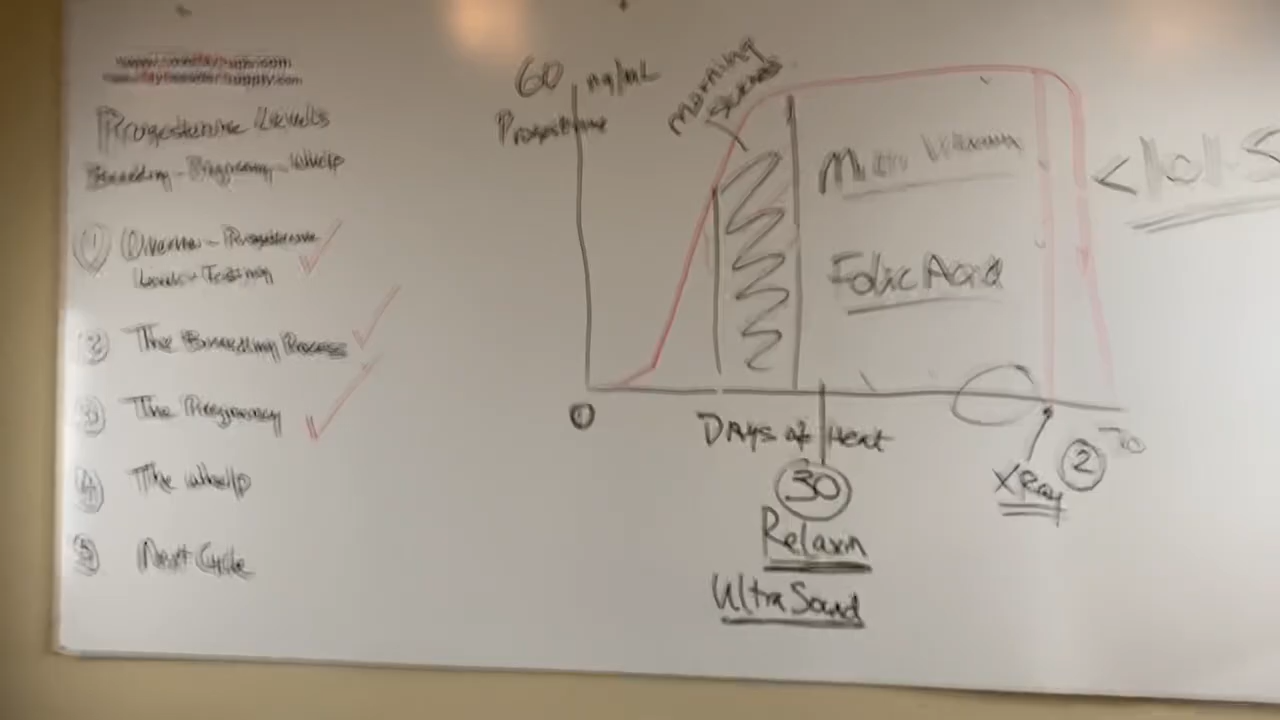 Progesterone Levels
Breeding - Pregnancy - Whelp
① Overview - Progesterone
Level - Testing
② The Breeding Process
③ The Pregnancy
④ The Whelp
⑤ Next Cycle
60 ng/mL
Progesterone
Morning
Sickness
Folic Acid
0
Days of Heat
30
Relaxin
UltraSound
XRay
②
70